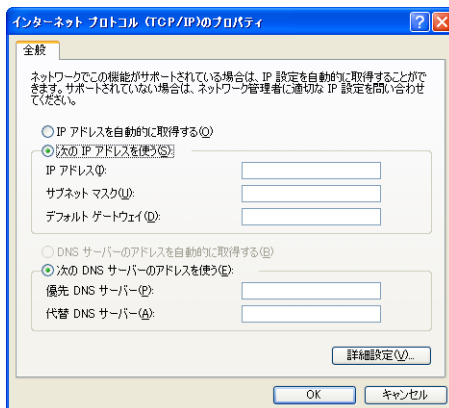 インターネット プロトコル (TCP/IP)のプロパティ
全般
ネットワークでこの機能がサポートされている場合は、IP 設定を自動的に取得することがで
きます。サポートされていない場合は、ネットワーク管理者に適切な IP 設定を問い合わせ
てください。
IP アドレスを自動的に取得する(O)
次の IP アドレスを使う(S):
IP アドレス(I):
サブネット マスク(U):
デフォルト ゲートウェイ(D):
DNS サーバーのアドレスを自動的に取得する(B)
次の DNS サーバーのアドレスを使う(E):
優先 DNS サーバー(P):
代替 DNS サーバー(A):
詳細設定(V)...
OK
キャンセル